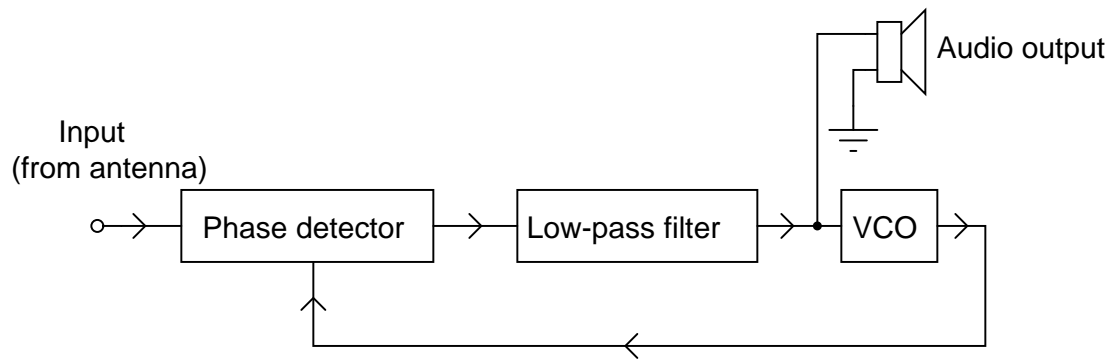 Audio output
Input
(from antenna)
Phase detector
Low-pass filter
VCO